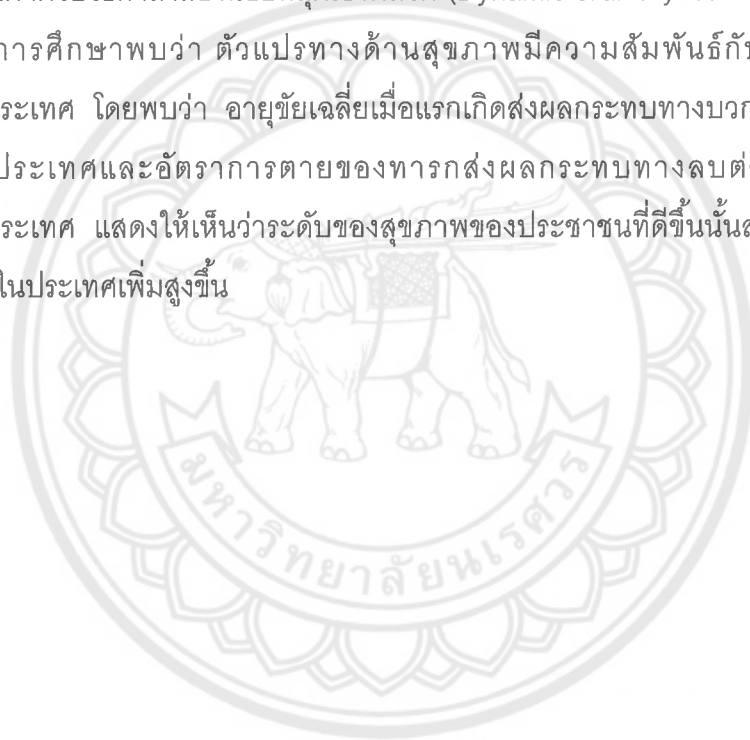 การศึกษาพบว่า ตัวแปรทางด้านสุขภาพมีความสัมพันธ์กับ
ระเทศ โดยพบว่า อายุขัยเฉลี่ยเมื่อแรกเกิดส่งผลกระทบทางบวก
ประเทศและอัตราการตายของทารกส่งผลกระทบทางลบต่
ระเทศ แสดงให้เห็นว่าระดับของสุขภาพของประชาชนที่ดีขึ้นนั้นส
ในประเทศเพิ่มสูงขึ้น
มหาวิทยาลัยนเรศวร